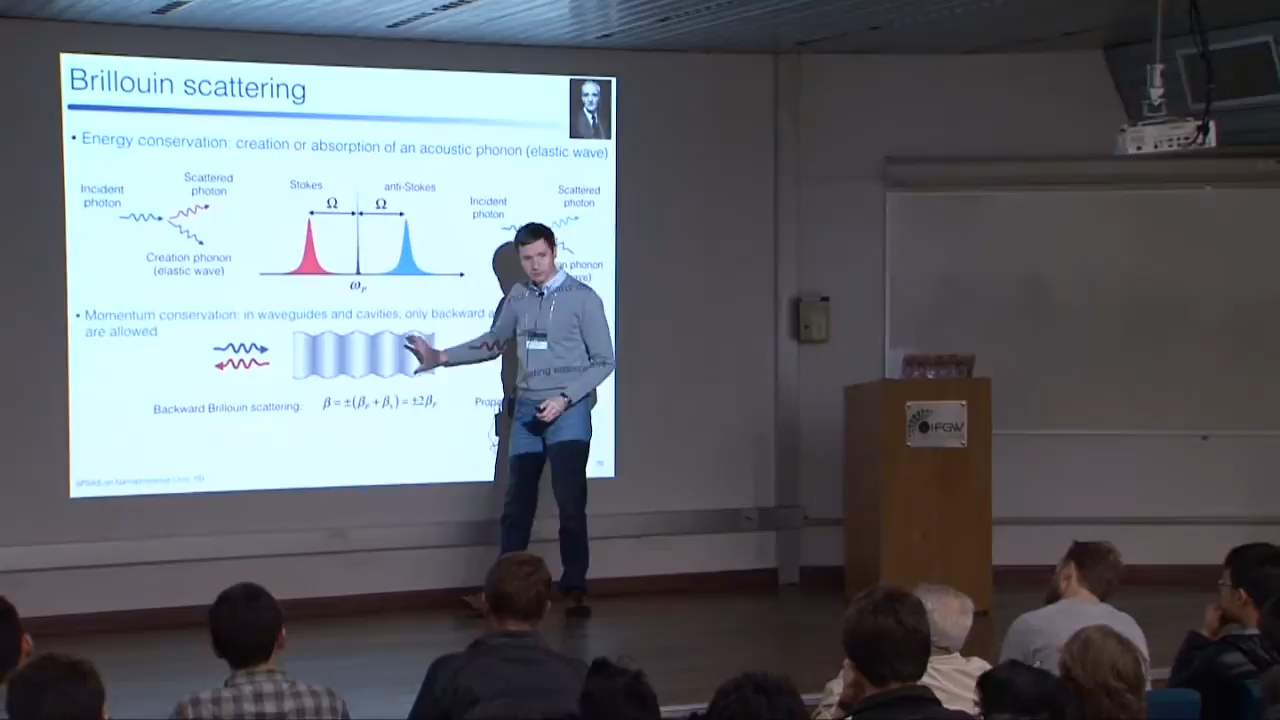 Brillouin scattering
• Energy conservation: creation or absorption of an acoustic phonon (elastic wave)
Incident
photon
Scattered
photon
Creation phonon
(elastic wave)
Stokes
anti-Stokes
Ω
Ω
ωP
Incident
photon
Scattered
photon
phonon
• Momentum conservation: in waveguides and cavities, only backward
are allowed
Backward Brillouin scattering:
β = ±(βP + βS) = ±2βP
IFGW